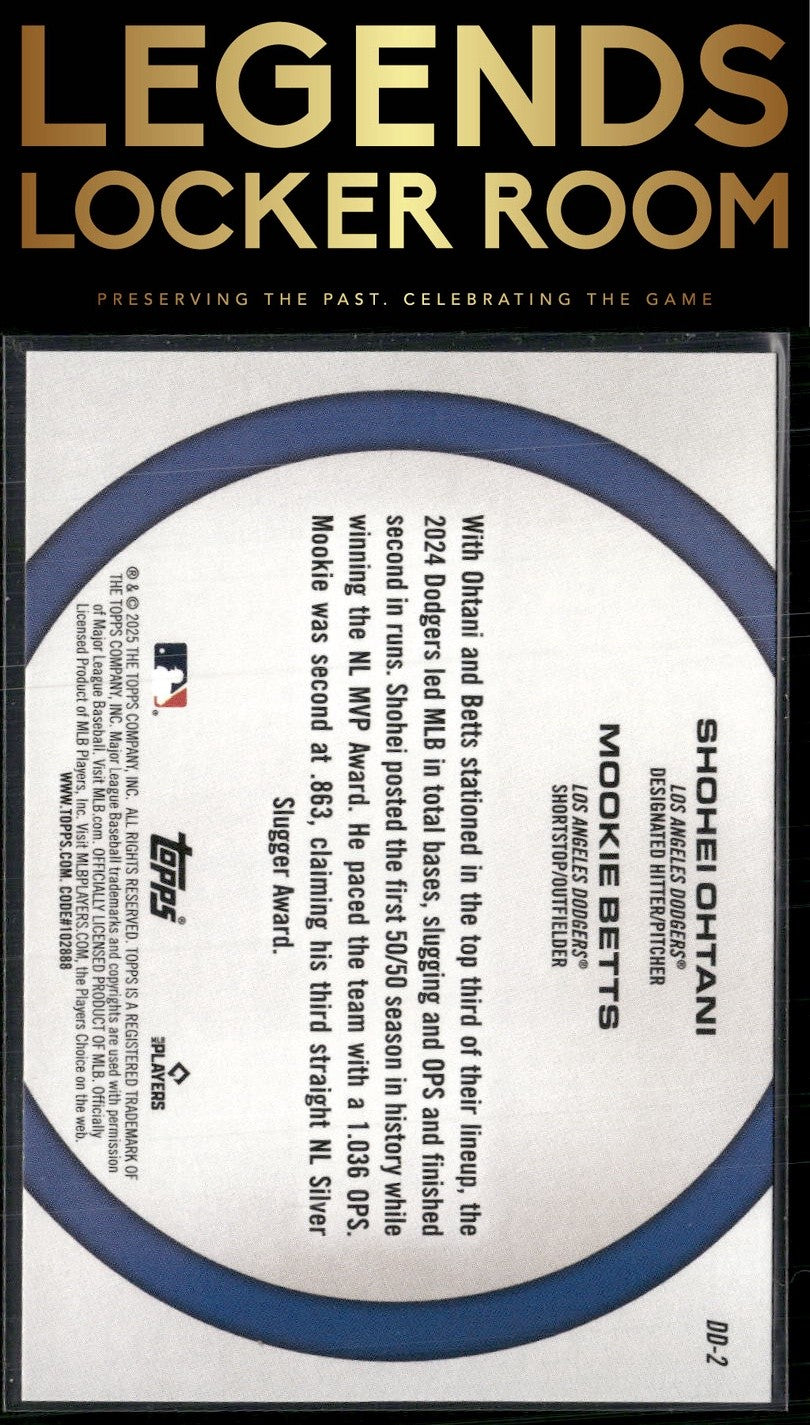 LEGENDS
LOCKER ROOM
PRESERVING THE PAST. CELEBRATING THE GAME
DD-2
SHOHEI OHTANI
LOS ANGELES DODGERS®
DESIGNATED HITTER/PITCHER
MOOKIE BETTS
LOS ANGELES DODGERS®
SHORTSTOP/OUTFIELDER
With Ohtani and Betts stationed in the top third of their lineup, the
2024 Dodgers led MLB in total bases, slugging and OPS and finished
second in runs. Shohei posted the first 50/50 season in history while
winning the NL MVP Award. He paced the team with a 1.036 OPS.
Mookie was second at .863, claiming his third straight NL Silver
Slugger Award.
topps®
MLB PLAYERS
® & © 2025 THE TOPPS COMPANY, INC. ALL RIGHTS RESERVED. TOPPS IS A REGISTERED TRADEMARK OF
THE TOPPS COMPANY, INC. Major League Baseball trademarks and copyrights are used with permission
of Major League Baseball. Visit MLB.com. OFFICIALLY LICENSED PRODUCT OF MLB. Officially
Licensed Product of MLB Players, Inc. Visit MLBPLAYERS.COM, the Players Choice on the web.
WWW.TOPPS.COM. CODE#102888